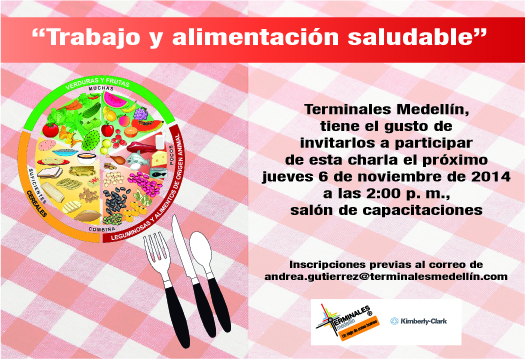 “Trabajo y alimentación saludable”
VERDURAS Y FRUTAS
MUCHAS
SUFICIENTES
CEREALES
COMBINA
POCOS
LEGUMINOSAS Y ALIMENTOS DE ORIGEN ANIMAL
Terminales Medellín,
tiene el gusto de
invitarlos a participar
de esta charla el próximo
jueves 6 de noviembre de 2014
a las 2:00 p. m.,
salón de capacitaciones
Inscripciones previas al correo de
andrea.gutierrez@terminalesmedellín.com
TERMINALES
Kimberly-Clark